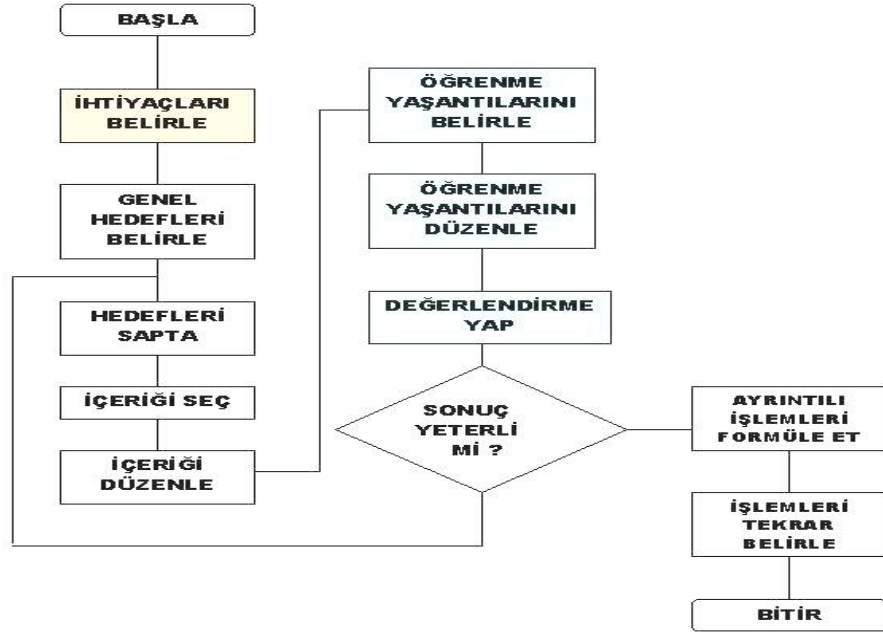 BAŞLA
İHTİYAÇLARI
BELİRLE
GENEL
HEDEFLERİ
BELİRLE
HEDEFLERİ
SAPTA
İÇERİĞİ SEÇ
İÇERİĞİ
DÜZENLE
ÖĞRENME
YAŞANTILARINI
BELİRLE
ÖĞRENME
YAŞANTILARINI
DÜZENLE
DEĞERLENDİRME
YAP
SONUÇ
YETERLİ
Mİ ?
AYRINTILI
İŞLEMLERİ
FORMÜLE ET
İŞLEMLERİ
TEKRAR
BELİRLE
BİTİR